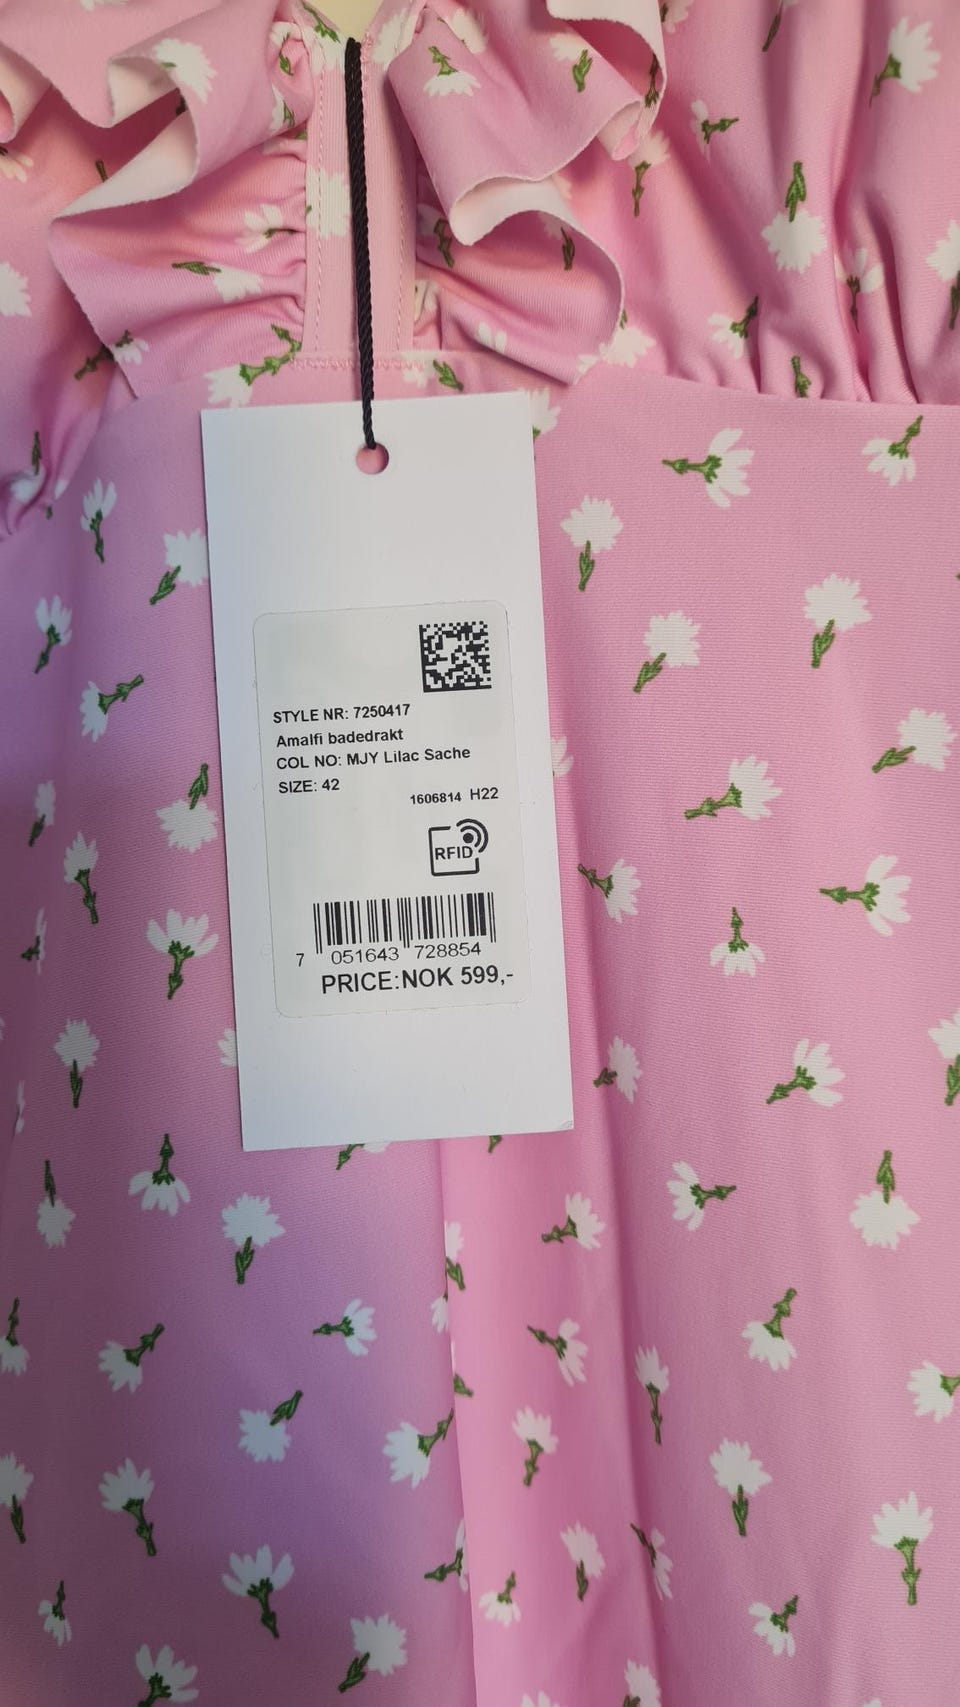 STYLE NR: 7250417
Amalfi badedrakt
COL NO: MJY Lilac Sache
SIZE: 42
1606814 H22
RFID
7 051643 728854
PRICE:NOK 599,-